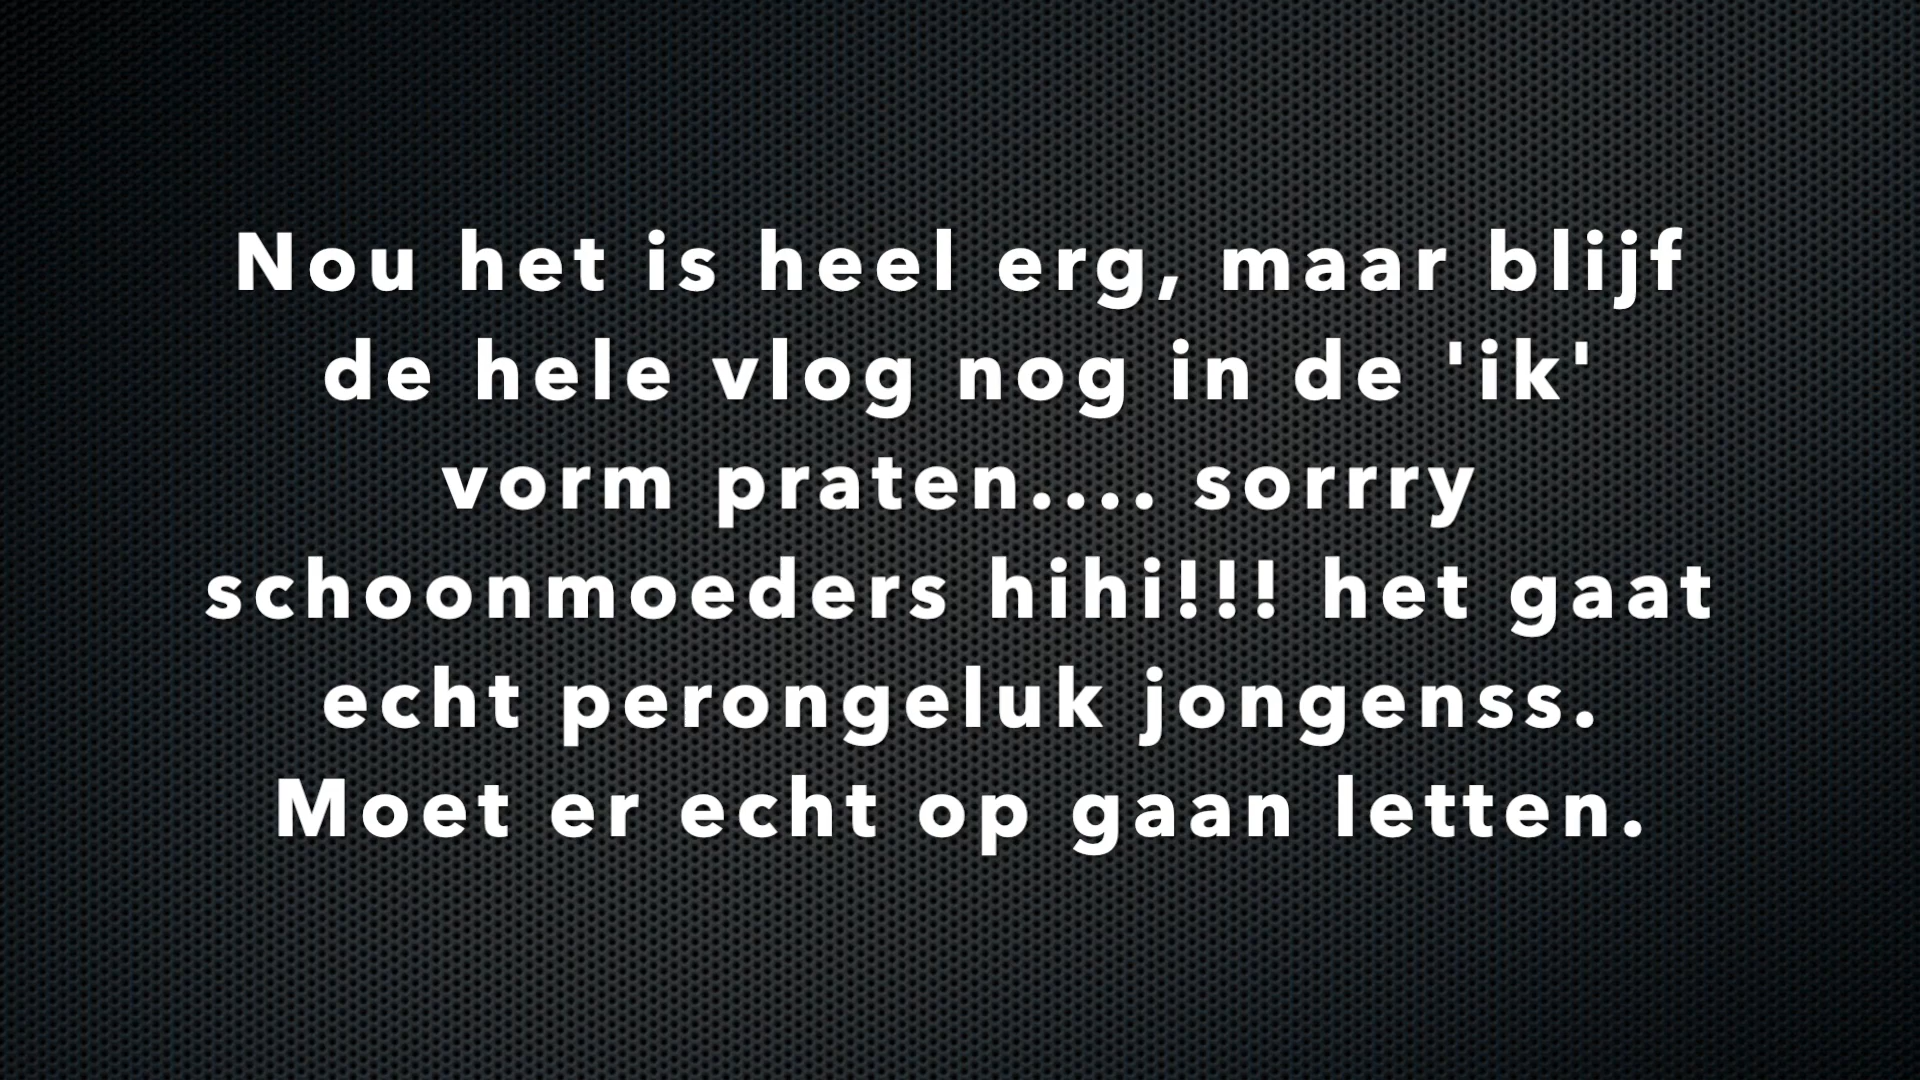 Nou het is heel erg, maar blijf
de hele vlog nog in de 'ik'
vorm praten.... sorrry
schoonmoeders hihi!!! het gaat
echt perongeluk jongenss.
Moet er echt op gaan letten.